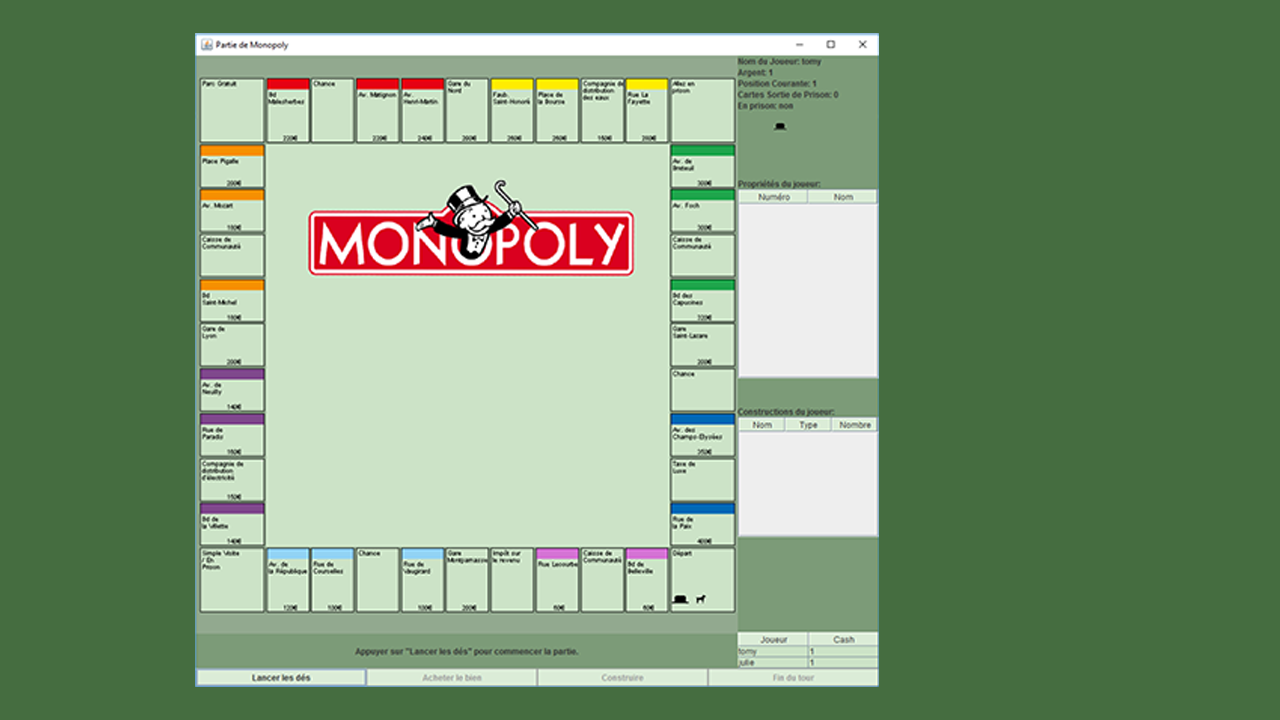 Partie de Monopoly
Nom du Joueur: tomy
Argent: 1
Position Courante: 1
Cartes Sortie de Prison: 0
En prison: non
Parc Gratuit
Bd
Malesherbes
220€
Chance
Av. Matignon
220€
Av.
Henri-Martin
240€
Gare du
Nord
200€
Faub.
Saint-Honoré
260€
Place de
la Bourse
260€
Compagnie de
distribution
des eaux
150€
Rue La
Fayette
280€
Allez en
prison
Place Pigalle
200€
Av. Mozart
180€
Caisse de
Communauté
Bd
Saint-Michel
180€
Gare de
Lyon
200€
Av. de
Neuilly
140€
Rue de
Paradis
160€
Compagnie de
distribution
d'électricité
150€
Bd de
la Villette
140€
MONOPOLY
Av. de
Breteuil
300€
Av. Foch
300€
Caisse de
Communauté
Bd des
Capucines
320€
Gare
Saint-Lazare
200€
Chance
Av. des
Champs-Elysées
350€
Taxe de
Luxe
Rue de
la Paix
400€
Simple Visite
/ En
Prison
Av. de
la République
120€
Rue de
Courcelles
100€
Chance
Rue de
Vaugirard
100€
Gare
Montparnasse
200€
Impôt sur
le revenu
Rue Lecourbe
60€
Caisse de
Communauté
Bd de
Belleville
60€
Départ
Propriétés du joueur:
Numéro Nom
Constructions du joueur:
Nom Type Nombre
Joueur Cash
tomy 1
julie 1
Appuyer sur "Lancer les dés" pour commencer la partie.
Lancer les dés Acheter le bien Construire Fin du tour